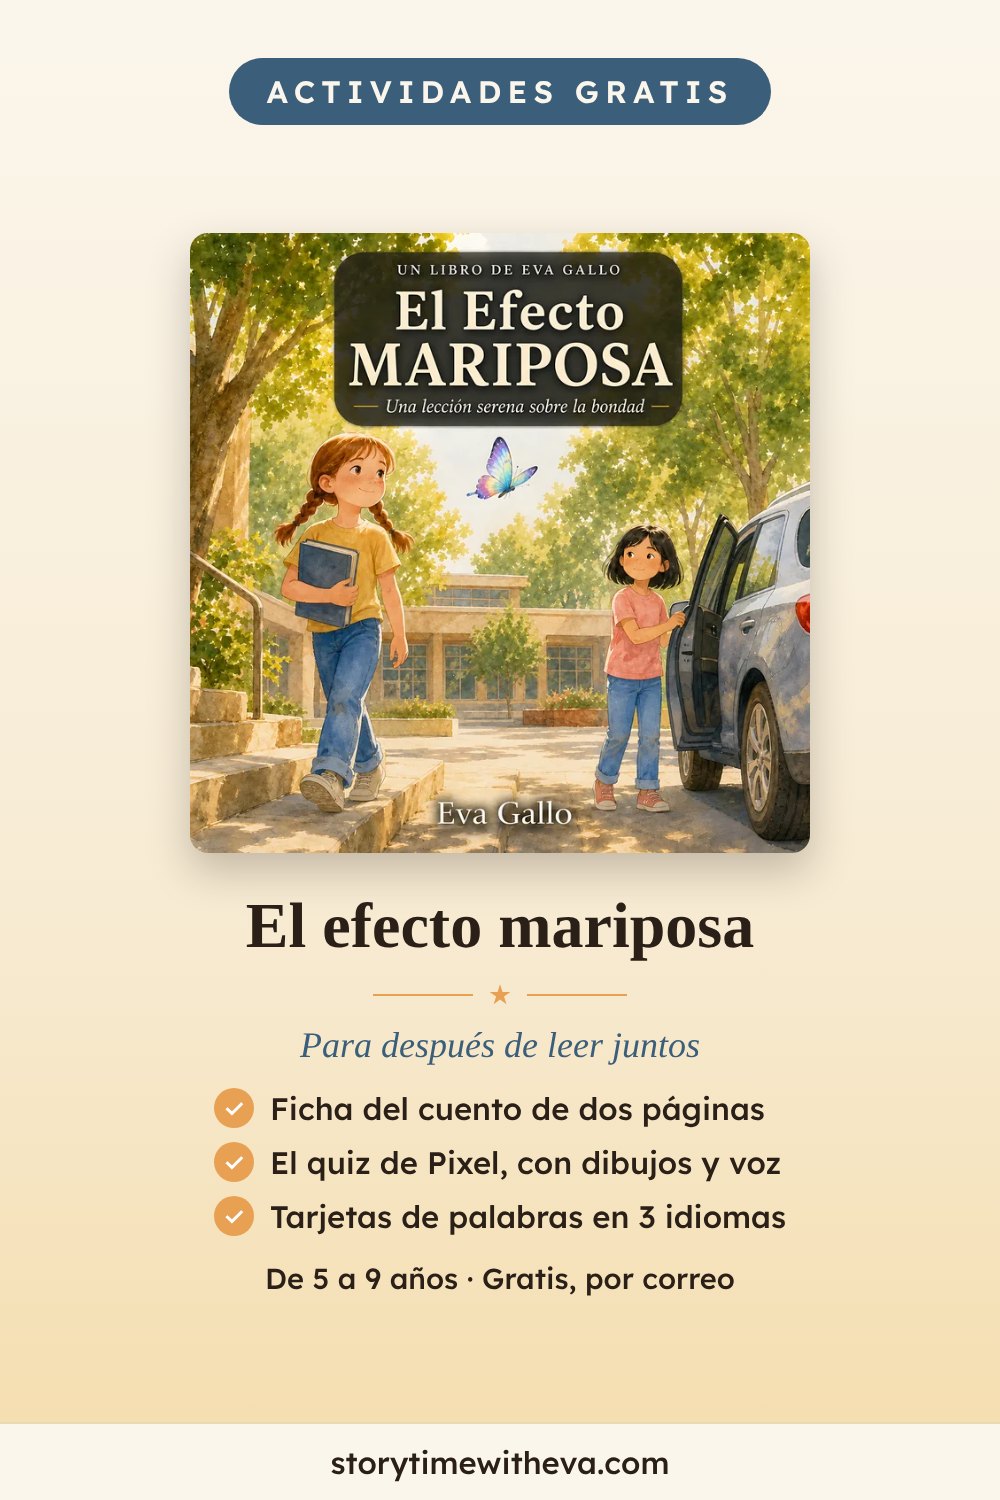 ACTIVIDADES GRATIS
UN LIBRO DE EVA GALLO
El Efecto
MARIPOSA
Una lección serena sobre la bondad
Eva Gallo
El efecto mariposa
Para después de leer juntos
Ficha del cuento de dos páginas
El quiz de Pixel, con dibujos y voz
Tarjetas de palabras en 3 idiomas
De 5 a 9 años · Gratis, por correo
storytimewitheva.com